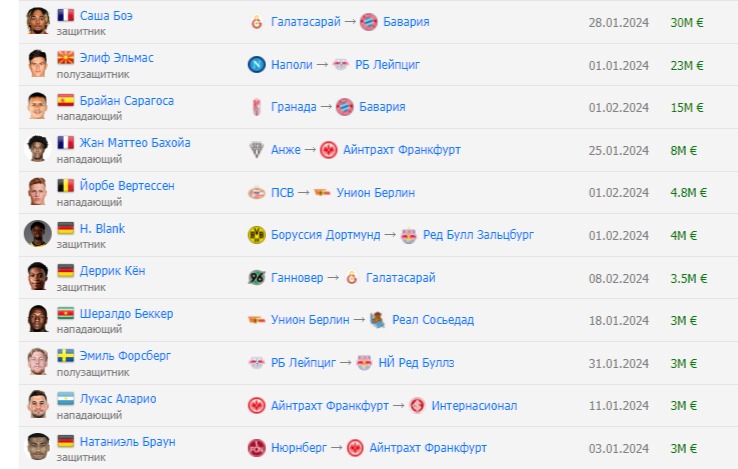 Саша Боэ Галатасарай → Бавария 28.01.2024 30M €
защитник
Элиф Эльмас Наполи → РБ Лейпциг 01.01.2024 23M €
полузащитник
Брайан Сарагоса Гранада → Бавария 01.02.2024 15M €
нападающий
Жан Маттео Бахойа Анже → Айнтрахт Франкфурт 25.01.2024 8M €
нападающий
Йорбе Вертессен ПСВ → Унион Берлин 01.02.2024 4.8M €
нападающий
H. Blank Боруссия Дортмунд → Ред Булл Зальцбург 01.02.2024 4M €
защитник
Деррик Кён Ганновер → Галатасарай 08.02.2024 3.5M €
защитник
Шералдо Беккер Унион Берлин → Реал Сосьедад 18.01.2024 3M €
нападающий
Эмиль Форсберг РБ Лейпциг → НЙ Ред Буллз 31.01.2024 3M €
полузащитник
Лукас Аларио Айнтрахт Франкфурт → Интернасионал 11.01.2024 3M €
нападающий
Натаниэль Браун Нюрнберг → Айнтрахт Франкфурт 03.01.2024 3M €
защитник